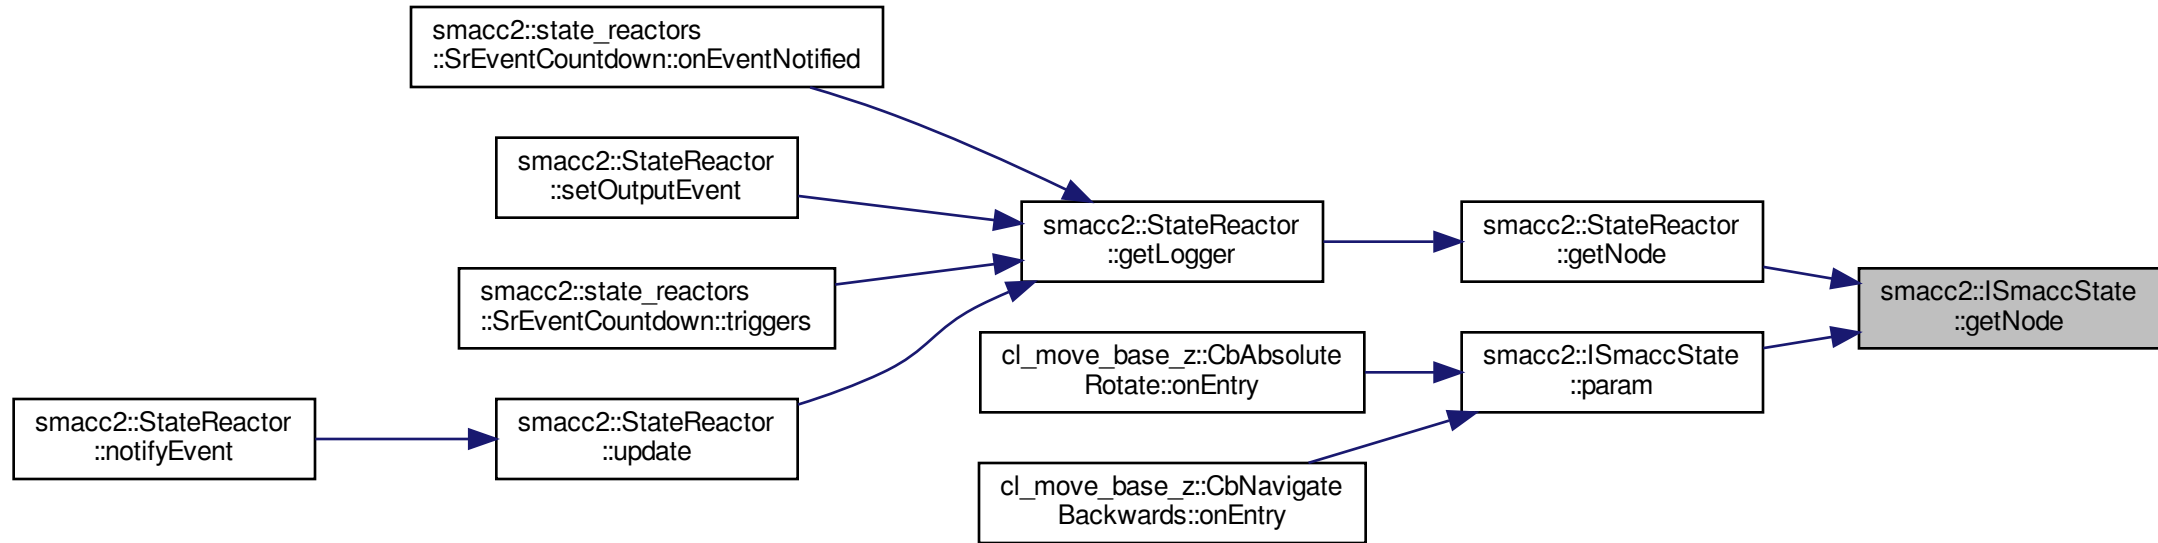 smacc2::state_reactors
::SrEventCountdown::onEventNotified
smacc2::StateReactor
::setOutputEvent
smacc2::StateReactor
::getLogger
smacc2::StateReactor
::getNode
smacc2::ISmaccState
::getNode
smacc2::state_reactors
::SrEventCountdown::triggers
cl_move_base_z::CbAbsolute
Rotate::onEntry
smacc2::ISmaccState
::param
smacc2::StateReactor
::notifyEvent
smacc2::StateReactor
::update
cl_move_base_z::CbNavigate
Backwards::onEntry